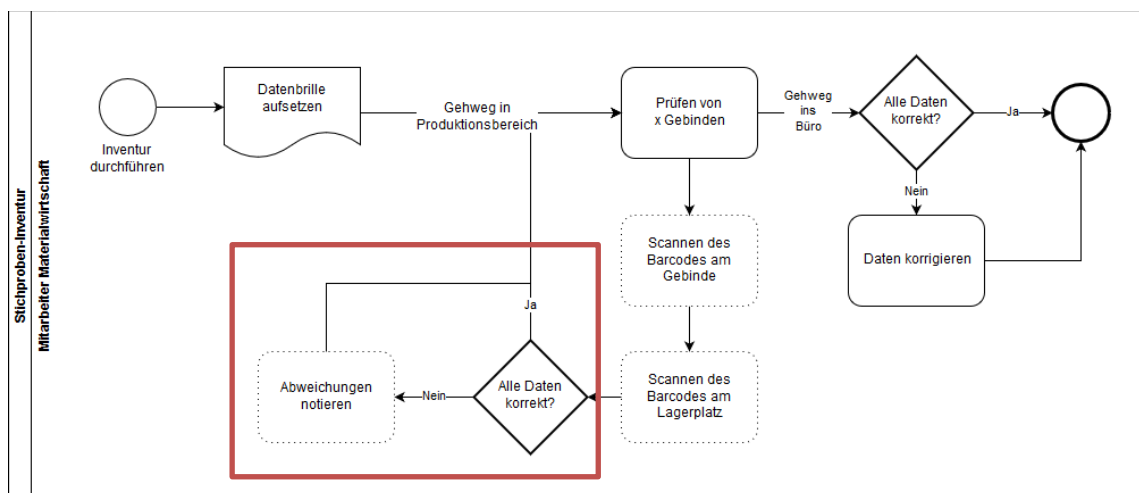 Stichproben-Inventur
Mitarbeiter Materialwirtschaft
Inventur
durchführen
Datenbrille
aufsetzen
Gehweg in
Produktionsbereich
Prüfen von
x Gebinden
Gehweg
ins
Büro
Alle Daten
korrekt?
Ja
Nein
Daten korrigieren
Scannen des
Barcodes am
Gebinde
Scannen des
Barcodes am
Lagerplatz
Alle Daten
korrekt?
Ja
Nein
Abweichungen
notieren